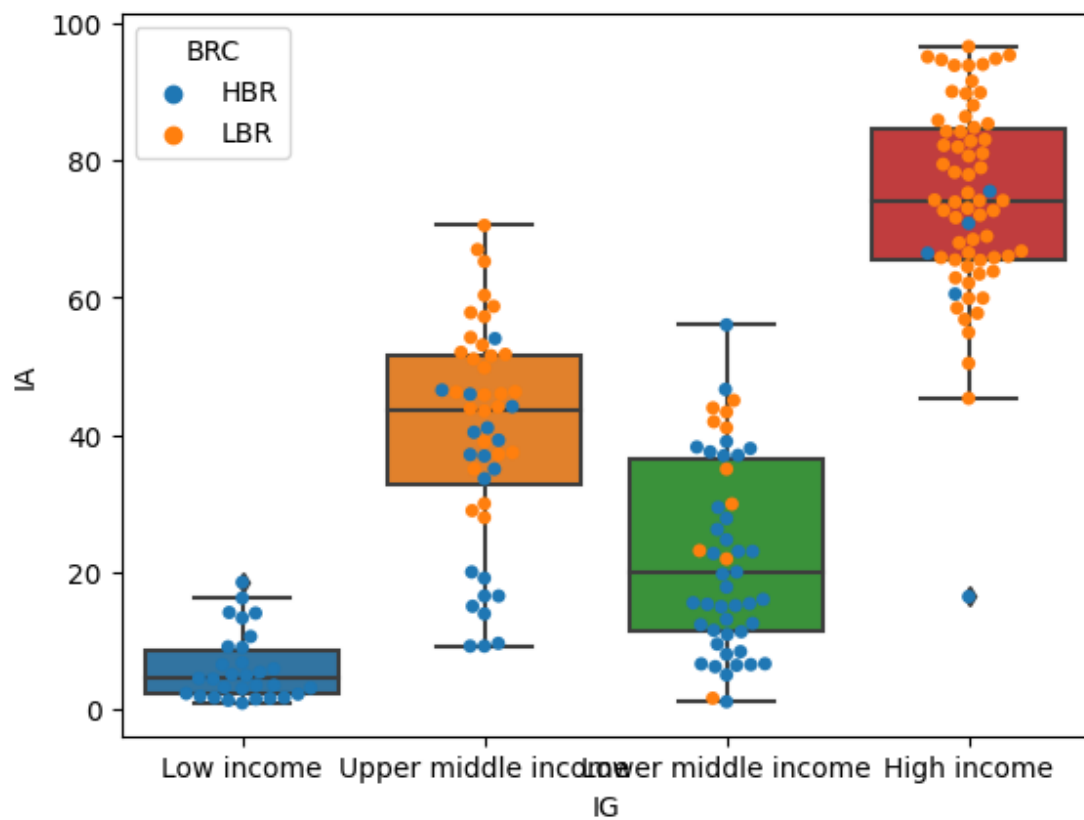 100
BRC
HBR
LBR
80
60
IA
40
20
0
Low income
Upper middle income
Lower middle income
High income
IG